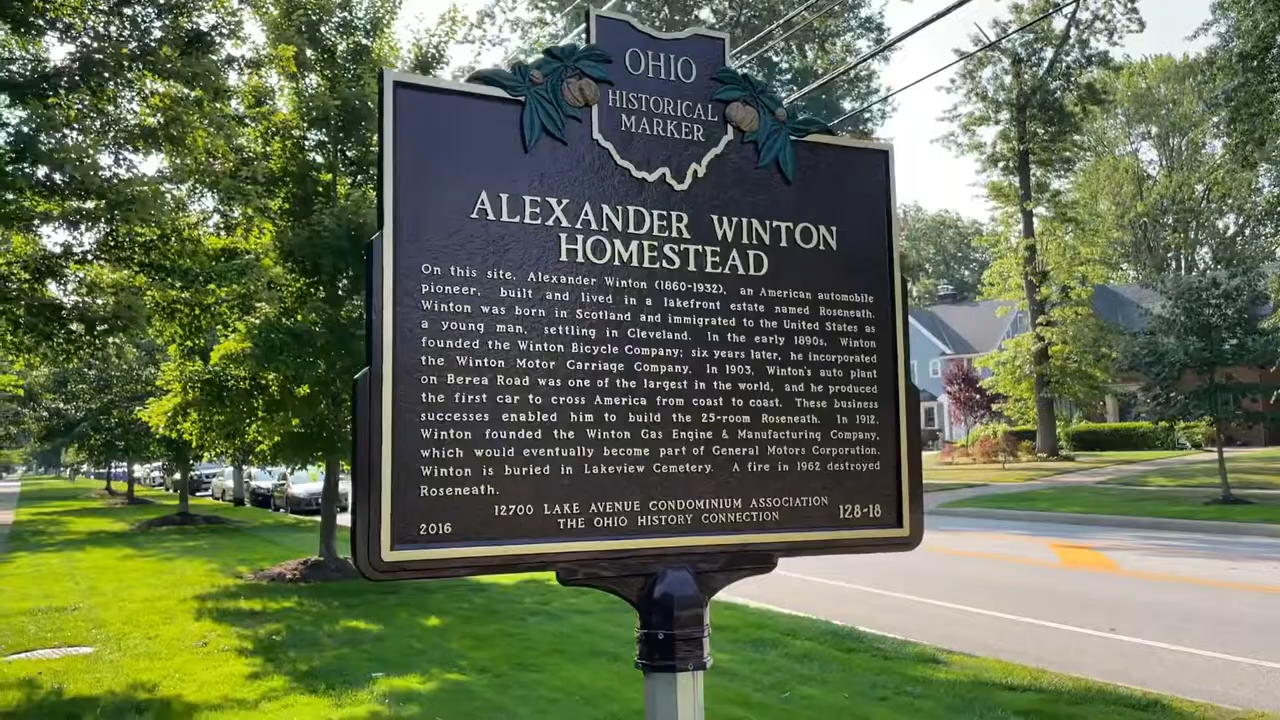 OHIO
HISTORICAL
MARKER
ALEXANDER WINTON
HOMESTEAD
On this site, Alexander Winton (1860-1932), an American automobile
pioneer, built and lived in a lakefront estate named Roseneath.
Winton was born in Scotland and immigrated to the United States as
a young man, settling in Cleveland. In the early 1890s, Winton
founded the Winton Bicycle Company; six years later, he incorporated
the Winton Motor Carriage Company. In 1903, Winton's auto plant
on Berea Road was one of the largest in the world, and he produced
the first car to cross America from coast to coast. These business
successes enabled him to build the 25-room Roseneath. In 1912,
Winton founded the Winton Gas Engine & Manufacturing Company,
which would eventually become part of General Motors Corporation.
Winton is buried in Lakeview Cemetery. A fire in 1962 destroyed
Roseneath.
12700 LAKE AVENUE CONDOMINIUM ASSOCIATION
THE OHIO HISTORY CONNECTION
2016
128-18